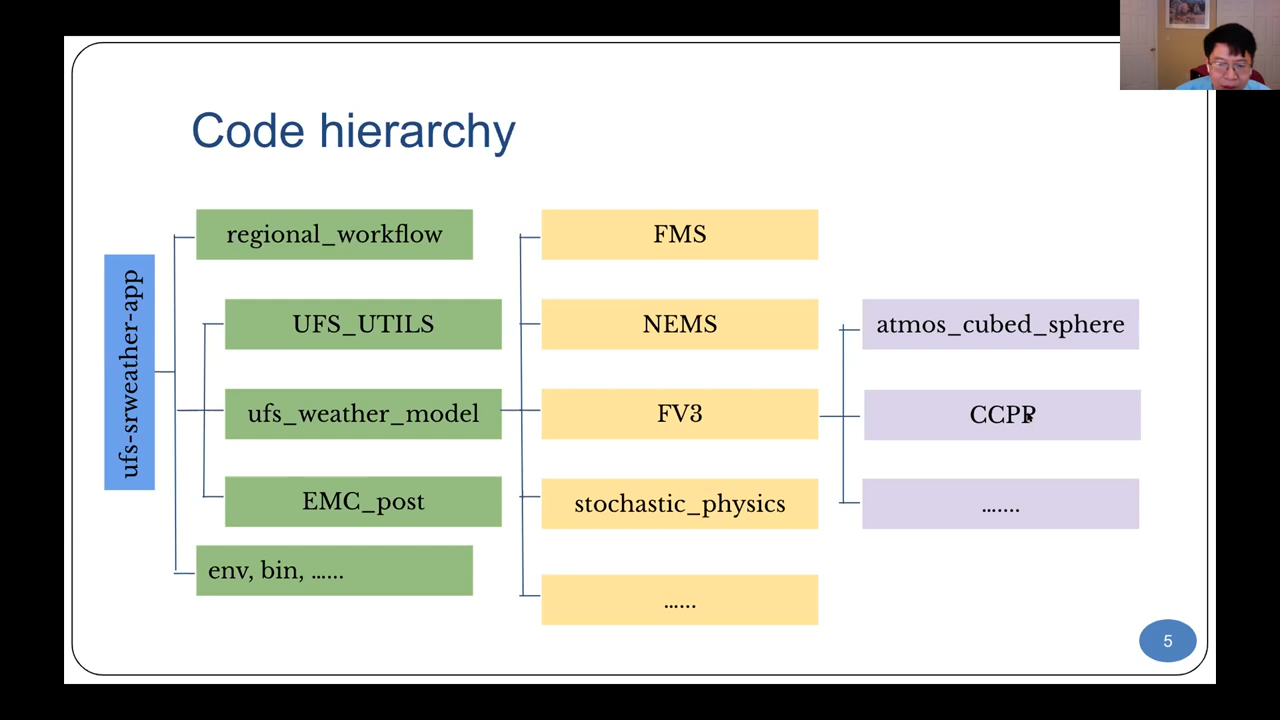 Code hierarchy
ufs-srweather-app
regional_workflow
UFS_UTILS
ufs_weather_model
EMC_post
env, bin, ......
FMS
NEMS
FV3
stochastic_physics
......
atmos_cubed_sphere
CCPP
.......
5